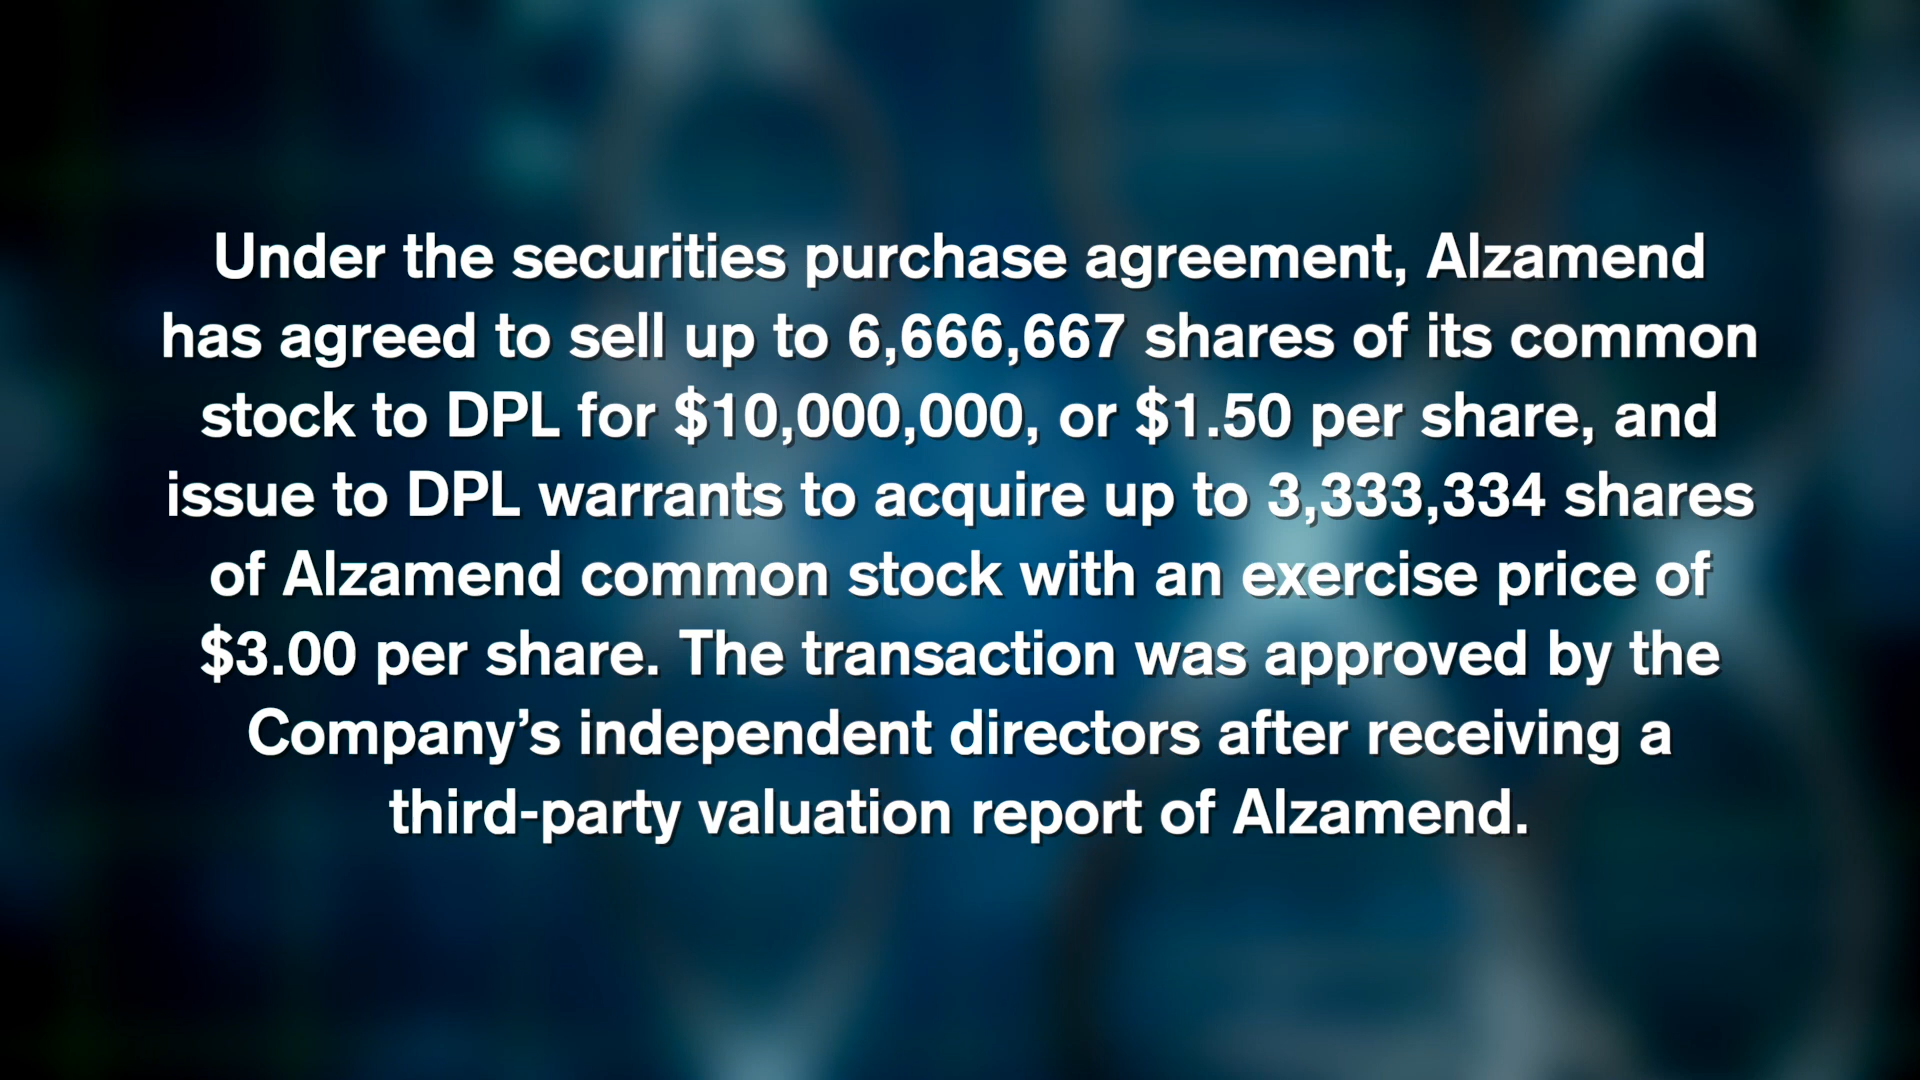 Under the securities purchase agreement, Alzamend
has agreed to sell up to 6,666,667 shares of its common
stock to DPL for $10,000,000, or $1.50 per share, and
issue to DPL warrants to acquire up to 3,333,334 shares
of Alzamend common stock with an exercise price of
$3.00 per share. The transaction was approved by the
Company’s independent directors after receiving a
third-party valuation report of Alzamend.